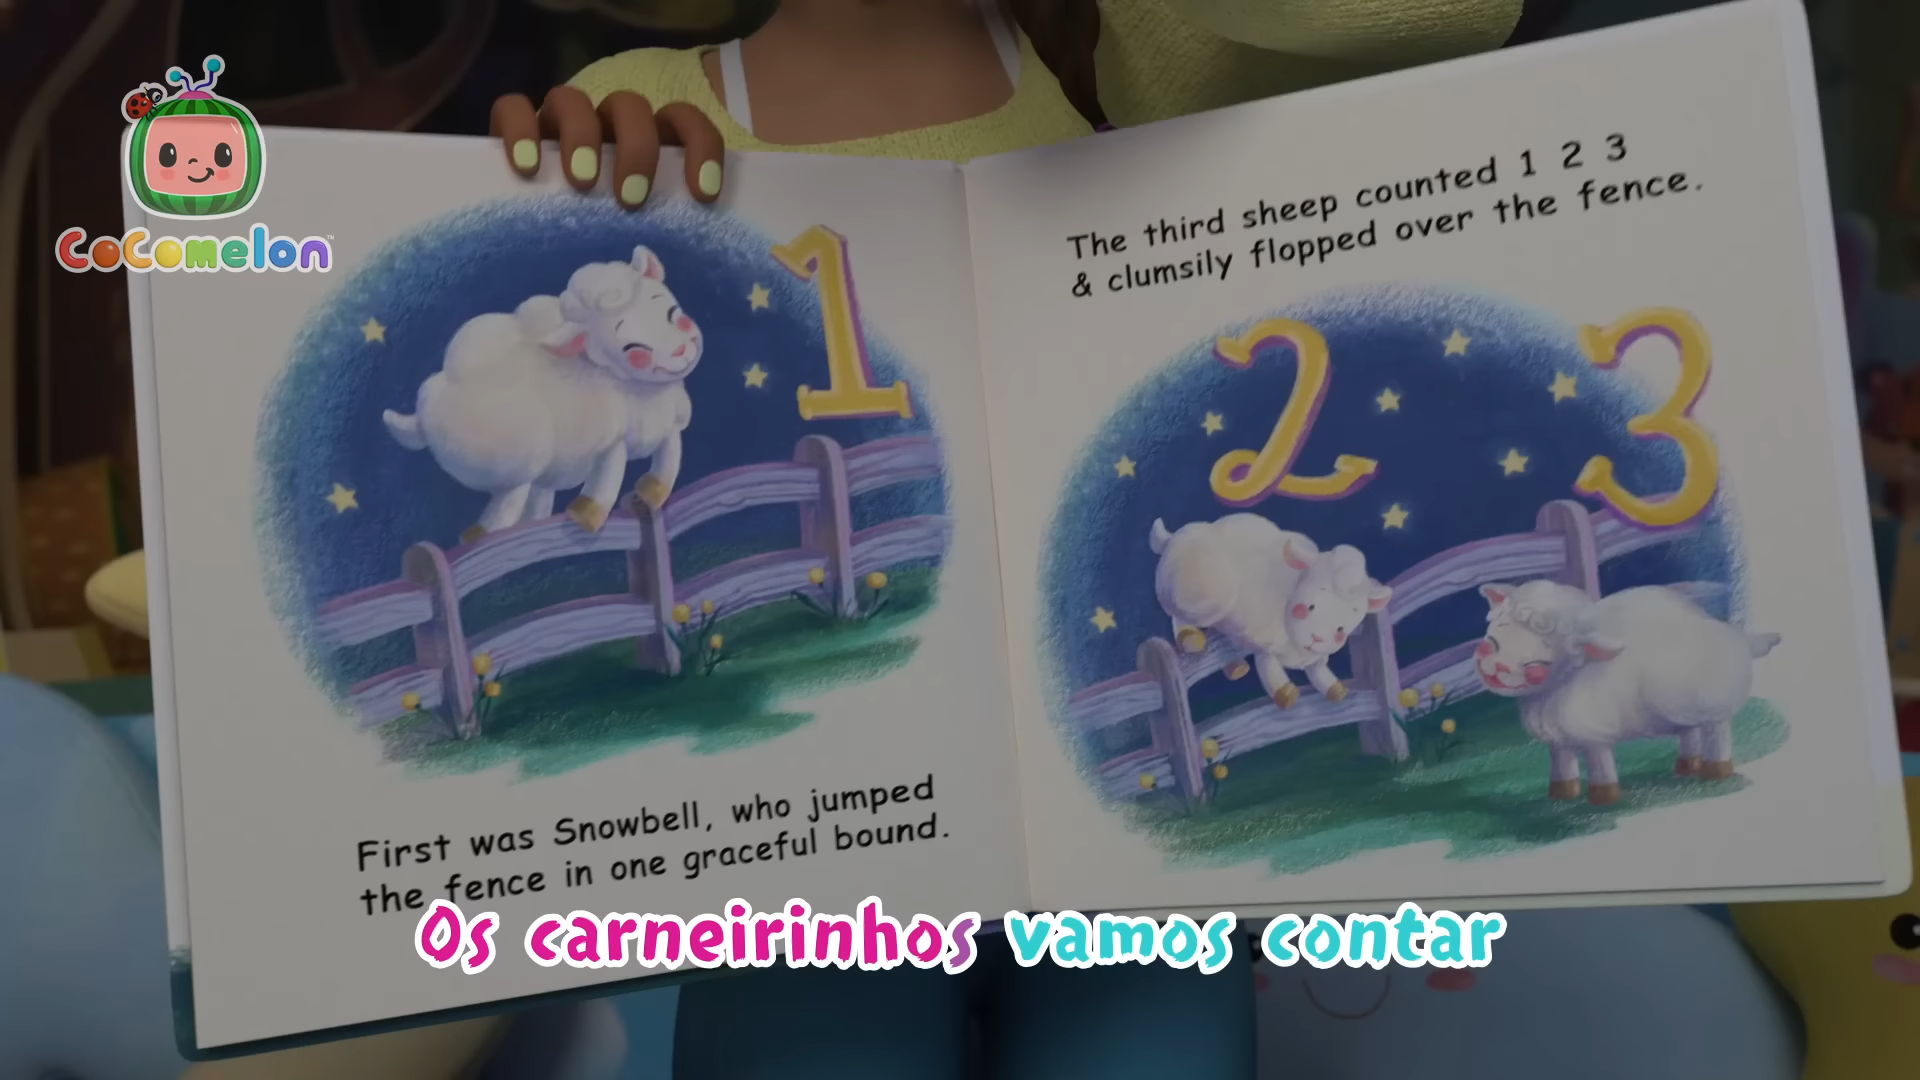 CoComelon™
1
First was Snowbell, who jumped
the fence in one graceful bound.
The third sheep counted 1 2 3
& clumsily flopped over the fence.
2 3
Os carneirinhos vamos contar